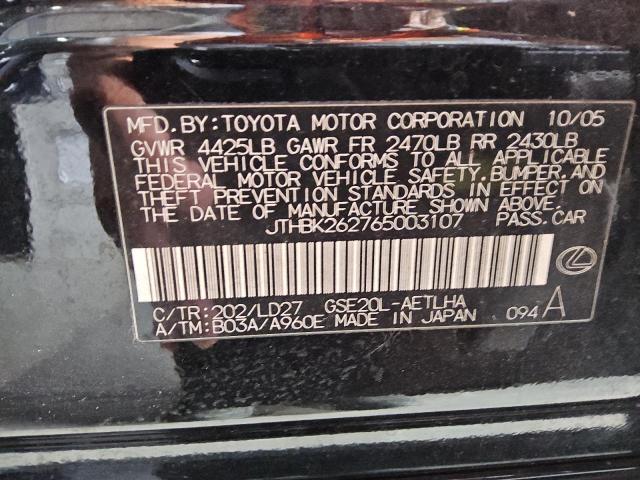 MFD.BY:TOYOTA MOTOR CORPORATION 10/05
GVWR 4425LB GAWR FR 2470LB RR 2430LB
THIS VEHICLE CONFORMS TO ALL APPLICABLE
FEDERAL MOTOR VEHICLE SAFETY,BUMPER,AND
THEFT PREVENTION STANDARDS IN EFFECT ON
THE DATE OF MANUFACTURE SHOWN ABOVE.
JTHBK262765003107 PASS.CAR
C/TR:202/LD27 GSE20L-AETLHA
A/TM:B03A/A960E MADE IN JAPAN 094 A